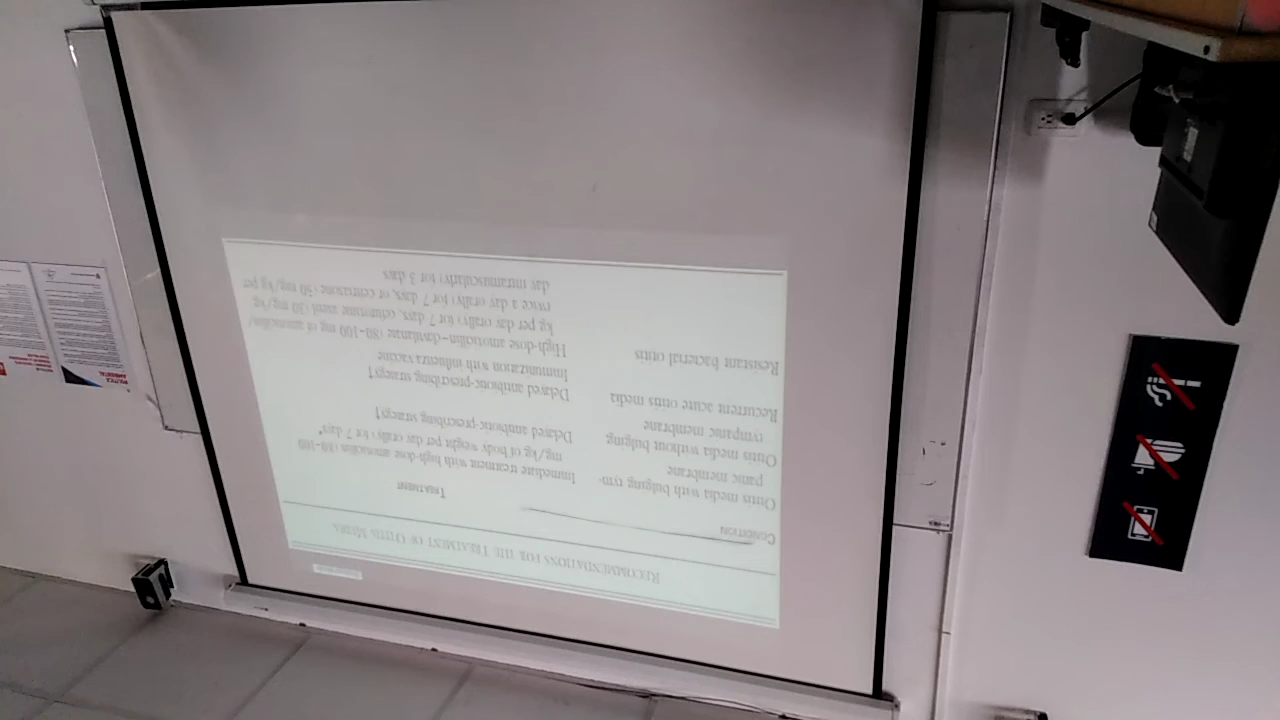 RECOMMENDATIONS FOR THE TREATMENT OF OTITIS MEDIA
CONDITION TREATMENT
Otitis media with bulging tym-
panic membrane
Immediate treatment with high-dose amoxicillin (80–100
mg/kg of body weight per day orally) for 7 days*
Otitis media without bulging
tympanic membrane
Delayed antibiotic-prescribing strategy†
Recurrent acute otitis media
Delayed antibiotic-prescribing strategy†
Immunization with influenza vaccine
Resistant bacterial otitis
High-dose amoxicillin–clavulanate (80–100 mg of amoxicillin/
kg per day orally) for 7 days, cefuroxime axetil (30 mg/kg
twice a day orally) for 7 days, or ceftriaxone (50 mg/kg per
day intramuscularly) for 3 days
POLÍTICA
AMBIENTAL